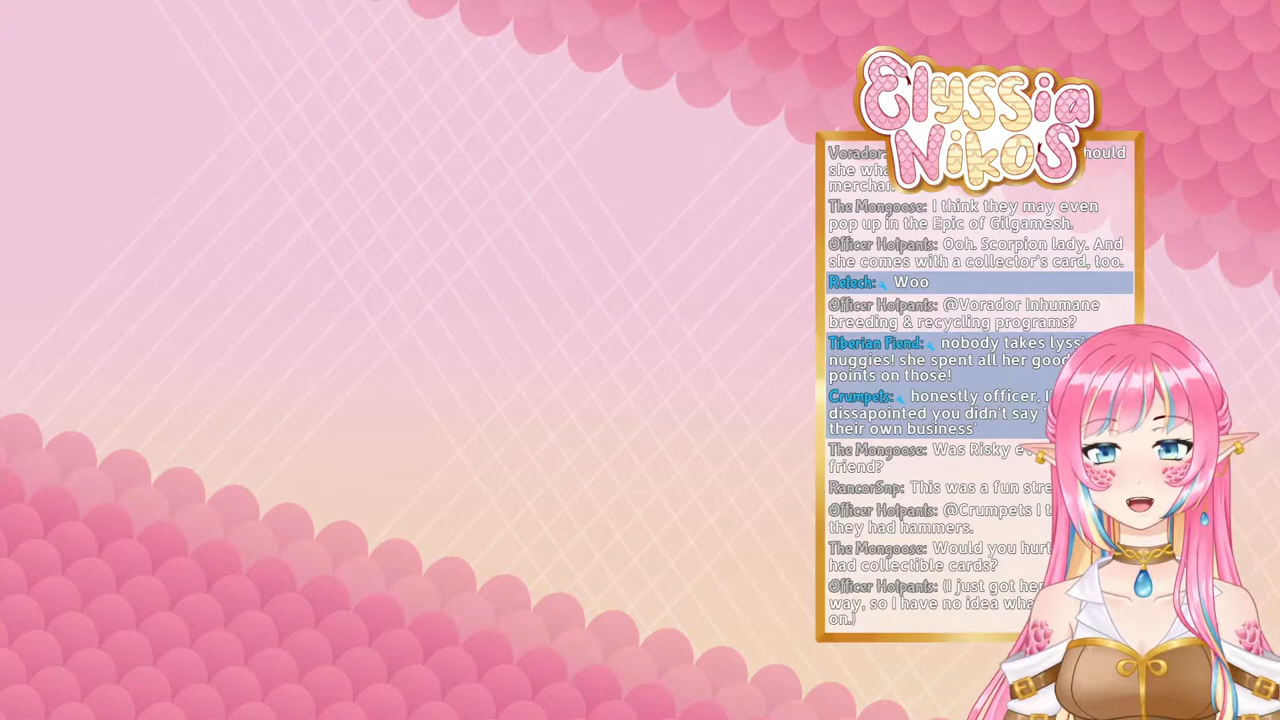 Elyssia
Nikos
Vorador: hould
she wha
merchan
The Mongoose: I think they may even
pop up in the Epic of Gilgamesh.
Officer Holpants: Ooh. Scorpion lady. And
she comes with a collector's card, too.
Relech: Woo
Officer Holpants: @Vorador Inhumane
breeding & recycling programs?
Tiberian Fiend: nobody takes lyss'
nuggies! she spent all her good
points on those!
Crumpets: honestly officer, I'
dissapointed you didn't say '
their own business'
The Mongoose: Was Risky e
friend?
RancorSnp: This was a fun stre
Officer Holpants: @Crumpets I t
they had hammers.
The Mongoose: Would you hurt
had collectible cards?
Officer Holpants: (I just got her
way, so I have no idea wha
on.)